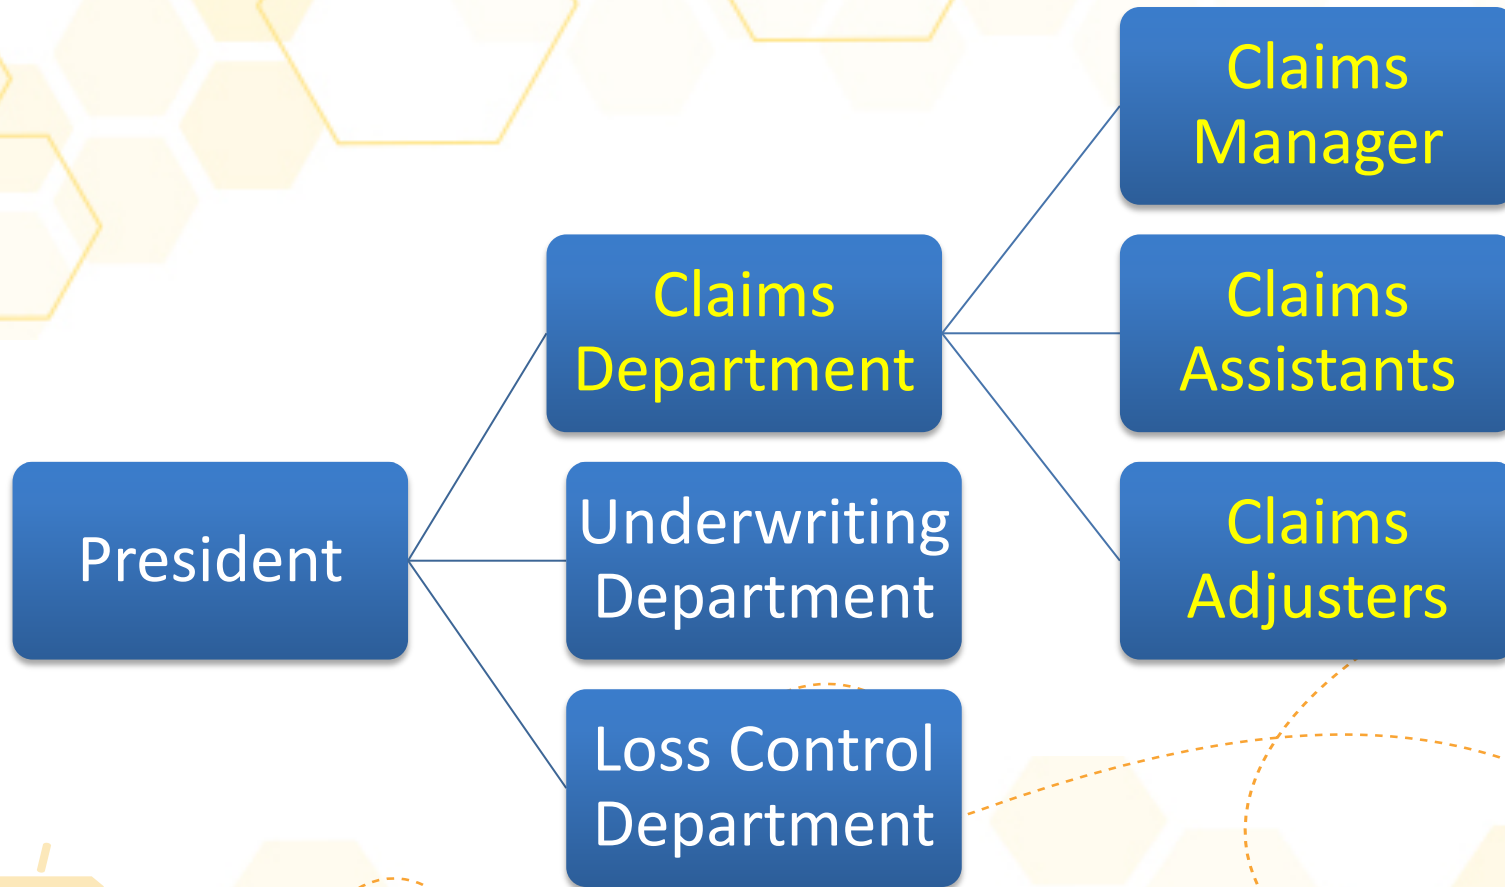 President
Claims
Department
Underwriting
Department
Loss Control
Department
Claims
Manager
Claims
Assistants
Claims
Adjusters